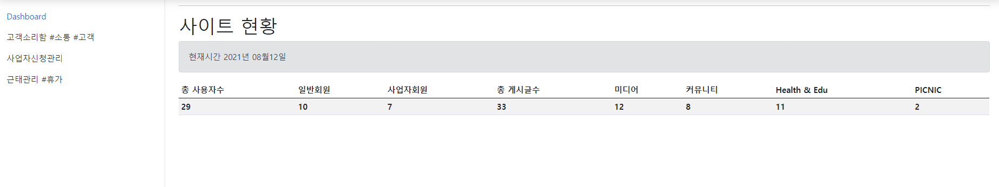 Dashboard
고객소리함 #소통 #고객
사업자신청관리
근태관리 #휴가
사이트 현황
현재시간 2021년 08월12일
총 사용자수 일반회원 사업자회원 총 게시글수 미디어 커뮤니티 Health & Edu PICNIC
29 10 7 33 12 8 11 2